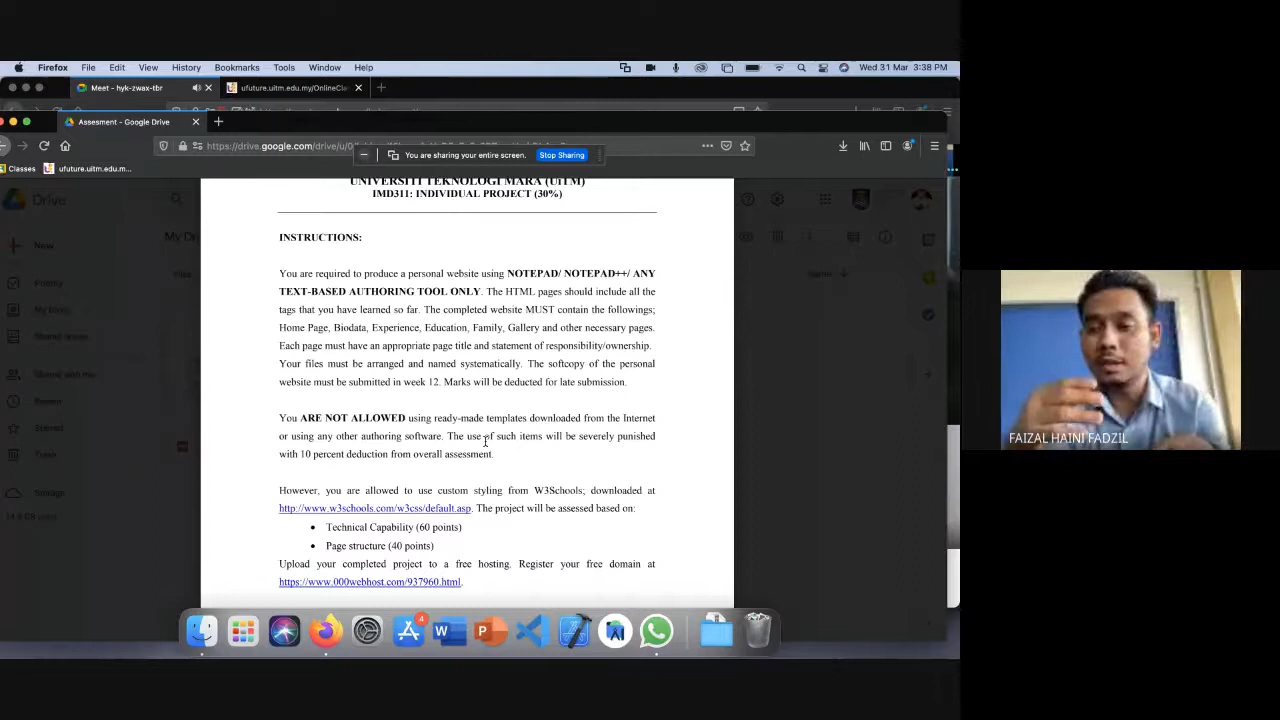 Firefox File Edit View History Bookmarks Tools Window Help Wed 31 Mar 3:38 PM
Meet - hyk-zwax-tbr ufuture.uitm.edu.my/OnlineCla
Assesment - Google Drive
https://drive.google.com/drive/u/0
You are sharing your entire screen. Stop Sharing
Classes ufuture.uitm.edu.m...
Drive
New
My Dri
Files
Name
Priority
Starred
Trash
Storage
UNIVERSITI TEKNOLOGI MARA (UiTM)
IMD311: INDIVIDUAL PROJECT (30%)
INSTRUCTIONS:
You are required to produce a personal website using NOTEPAD/ NOTEPAD++/ ANY
TEXT-BASED AUTHORING TOOL ONLY. The HTML pages should include all the
tags that you have learned so far. The completed website MUST contain the followings;
Home Page, Biodata, Experience, Education, Family, Gallery and other necessary pages.
Each page must have an appropriate page title and statement of responsibility/ownership.
Your files must be arranged and named systematically. The softcopy of the personal
website must be submitted in week 12. Marks will be deducted for late submission.
You ARE NOT ALLOWED using ready-made templates downloaded from the Internet
or using any other authoring software. The use of such items will be severely punished
with 10 percent deduction from overall assessment.
However, you are allowed to use custom styling from W3Schools; downloaded at
http://www.w3schools.com/w3css/default.asp. The project will be assessed based on:
• Technical Capability (60 points)
• Page structure (40 points)
Upload your completed project to a free hosting. Register your free domain at
https://www.000webhost.com/937960.html.
4
FAIZAL HAINI FADZIL